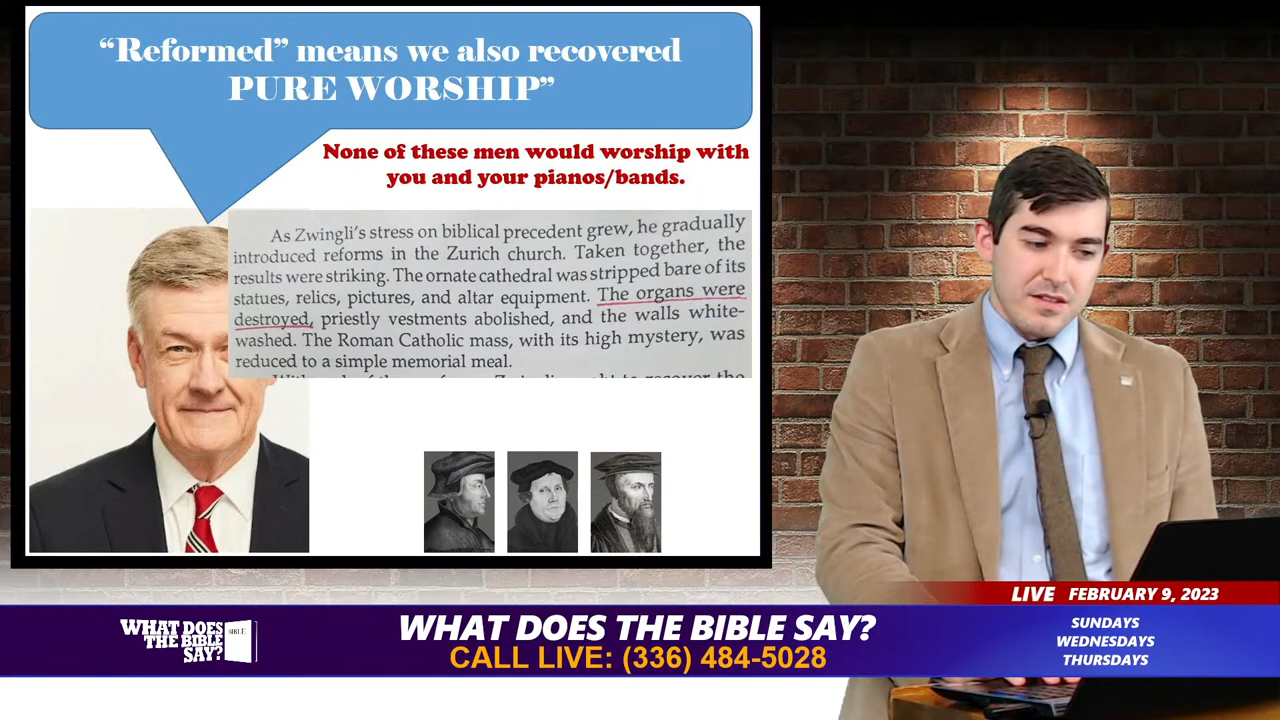 “Reformed” means we also recovered
PURE WORSHIP”
None of these men would worship with
you and your pianos/bands.
As Zwingli's stress on biblical precedent grew, he gradually
introduced reforms in the Zurich church. Taken together, the
results were striking. The ornate cathedral was stripped bare of its
statues, relics, pictures, and altar equipment. The organs were
destroyed, priestly vestments abolished, and the walls white-
washed. The Roman Catholic mass, with its high mystery, was
reduced to a simple memorial meal.
LIVE FEBRUARY 9, 2023
WHAT DOES
THE BIBLE
SAY?
BIBLE
WHAT DOES THE BIBLE SAY?
CALL LIVE: (336) 484-5028
SUNDAYS
WEDNESDAYS
THURSDAYS